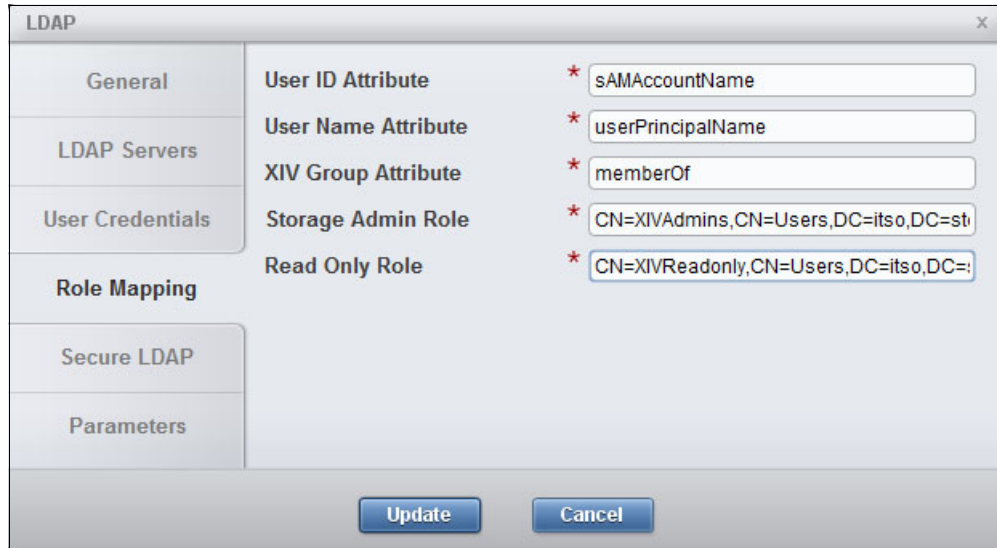 LDAP
X
General
LDAP Servers
User Credentials
Role Mapping
Secure LDAP
Parameters
User ID Attribute * sAMAccountName
User Name Attribute * userPrincipalName
XIV Group Attribute * memberOf
Storage Admin Role * CN=XIVAdmins,CN=Users,DC=itso,DC=st
Read Only Role * CN=XIVReadonly,CN=Users,DC=itso,DC=
Update
Cancel